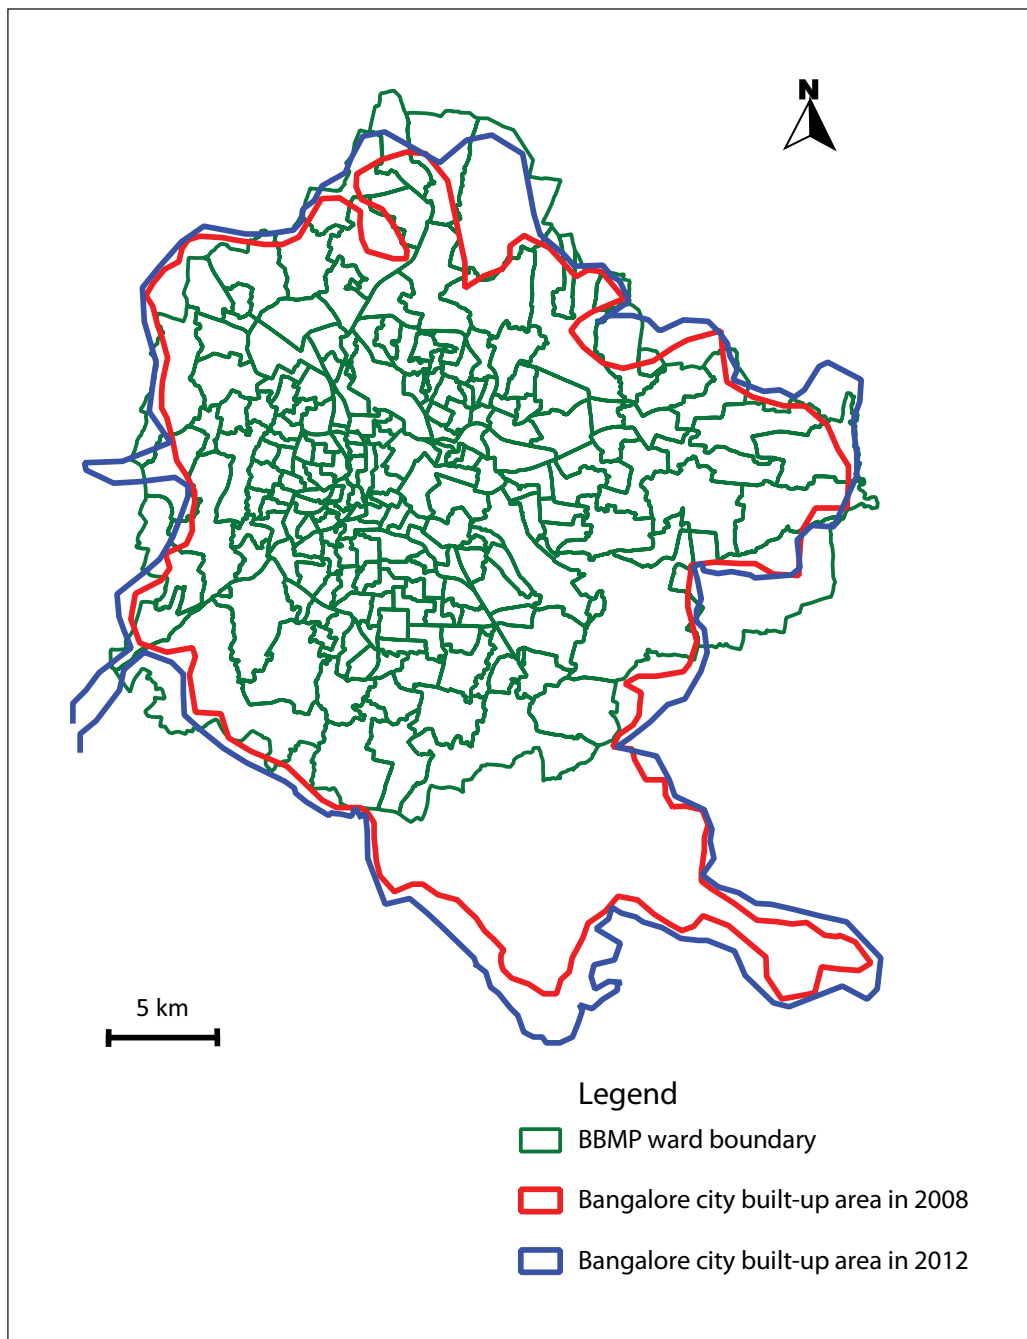 N
5 km
Legend
BBMP ward boundary
Bangalore city built-up area in 2008
Bangalore city built-up area in 2012